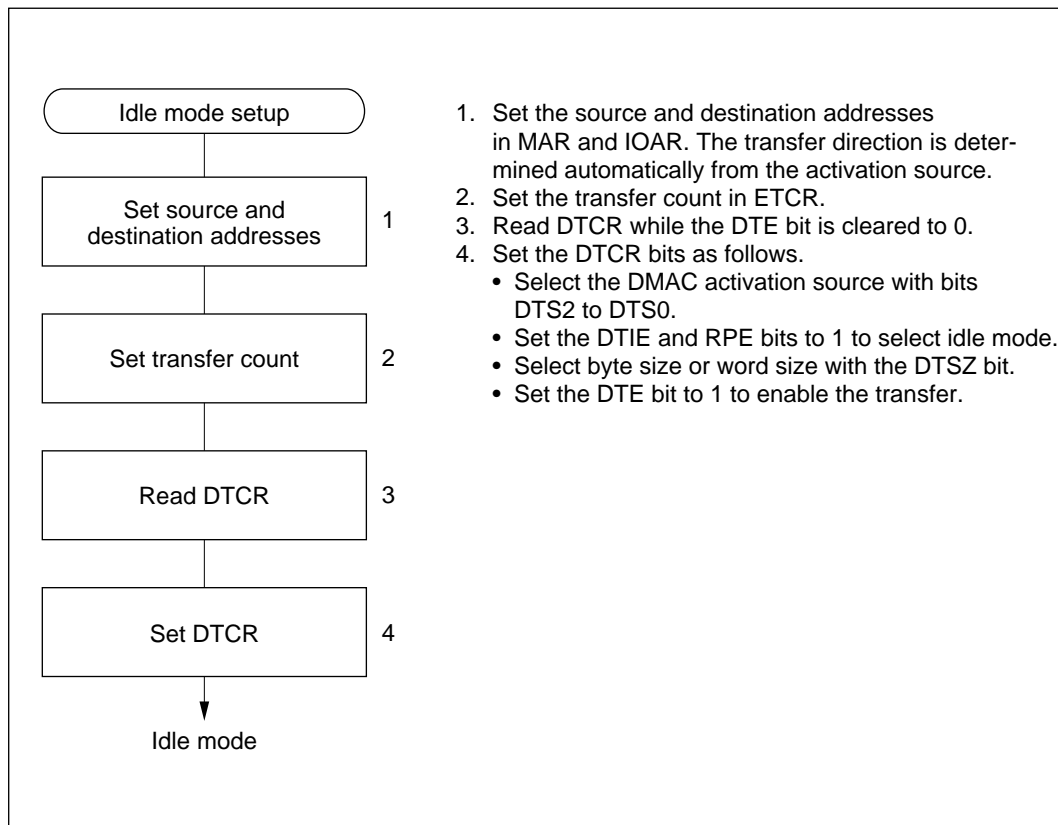 Idle mode setup
Set source and
destination addresses
1
Set transfer count
2
Read DTCR
3
Set DTCR
4
Idle mode
1. Set the source and destination addresses
in MAR and IOAR. The transfer direction is deter-
mined automatically from the activation source.
2. Set the transfer count in ETCR.
3. Read DTCR while the DTE bit is cleared to 0.
4. Set the DTCR bits as follows.
• Select the DMAC activation source with bits
DTS2 to DTS0.
• Set the DTIE and RPE bits to 1 to select idle mode.
• Select byte size or word size with the DTSZ bit.
• Set the DTE bit to 1 to enable the transfer.